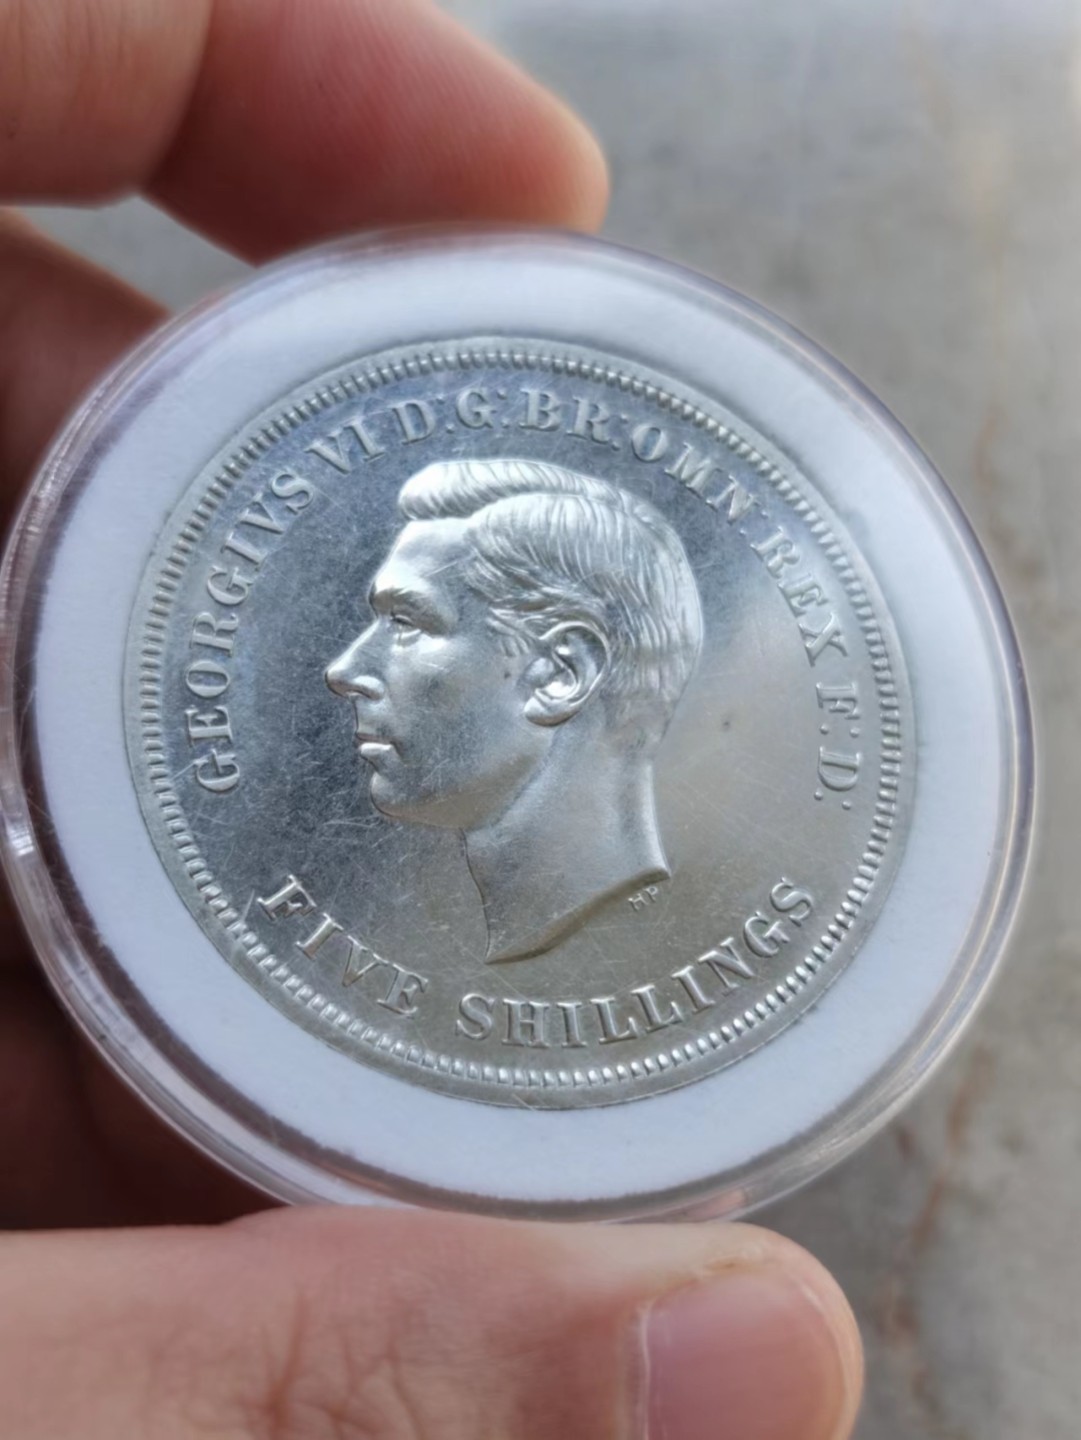 GEORGIVS VI D:G:BR:OMN:REX F:D:
HP
FIVE SHILLINGS